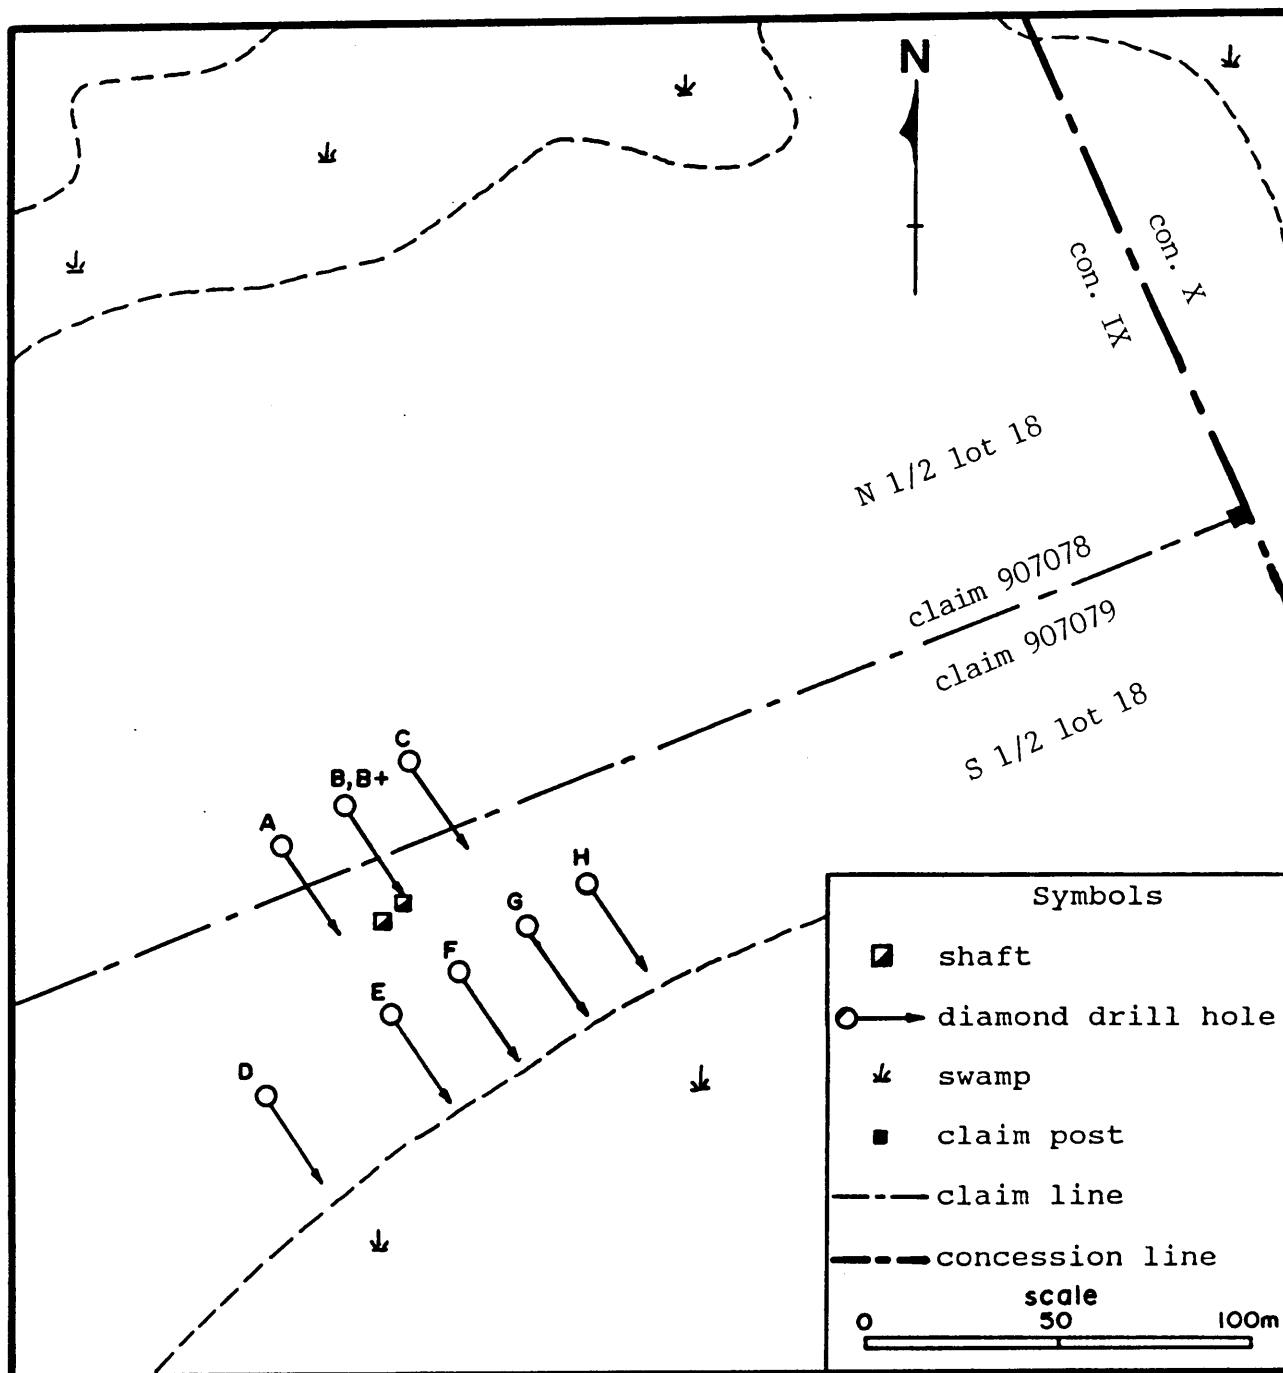 N
con. X
con. IX
N 1/2 lot 18
claim 907078
claim 907079
S 1/2 lot 18
C
B, B+
A
H
G
F
E
D
Symbols
shaft
diamond drill hole
swamp
claim post
claim line
concession line
scale
0 50 100m